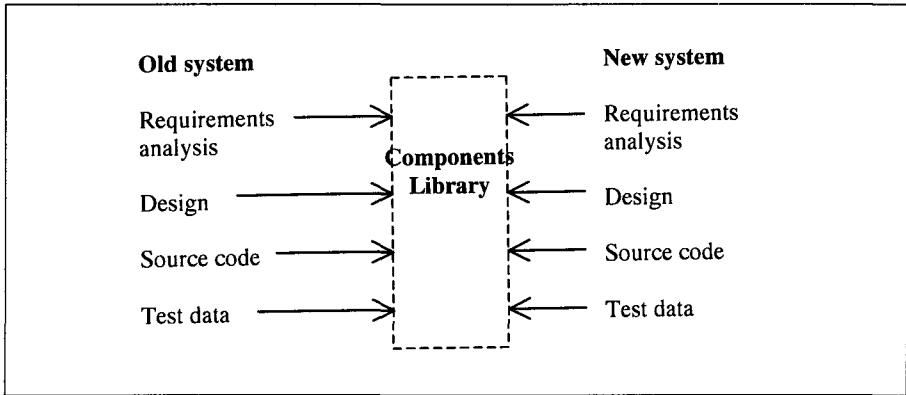 Old system
Requirements
analysis
Design
Source code
Test data
Components
Library
New system
Requirements
analysis
Design
Source code
Test data